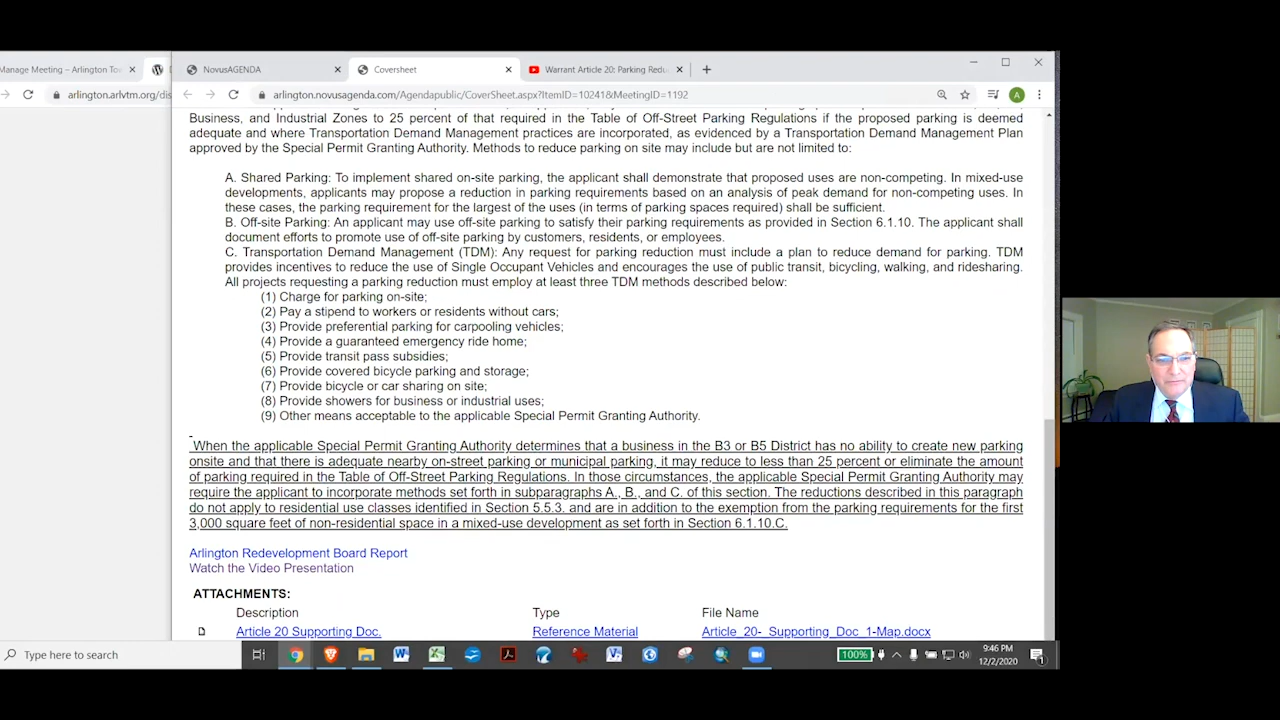 Manage Meeting – Arlington To
NovusAGENDA
Coversheet
Warrant Article 20: Parking Redu
arlington.arlvtm.org/dis
arlington.novusagenda.com/Agendapublic/CoverSheet.aspx?ItemID=10241&MeetingID=1192
A
Business, and Industrial Zones to 25 percent of that required in the Table of Off-Street Parking Regulations if the proposed parking is deemed
adequate and where Transportation Demand Management practices are incorporated, as evidenced by a Transportation Demand Management Plan
approved by the Special Permit Granting Authority. Methods to reduce parking on site may include but are not limited to:
A. Shared Parking: To implement shared on-site parking, the applicant shall demonstrate that proposed uses are non-competing. In mixed-use
developments, applicants may propose a reduction in parking requirements based on an analysis of peak demand for non-competing uses. In
these cases, the parking requirement for the largest of the uses (in terms of parking spaces required) shall be sufficient.
B. Off-site Parking: An applicant may use off-site parking to satisfy their parking requirements as provided in Section 6.1.10. The applicant shall
document efforts to promote use of off-site parking by customers, residents, or employees.
C. Transportation Demand Management (TDM): Any request for parking reduction must include a plan to reduce demand for parking. TDM
provides incentives to reduce the use of Single Occupant Vehicles and encourages the use of public transit, bicycling, walking, and ridesharing.
All projects requesting a parking reduction must employ at least three TDM methods described below:
(1) Charge for parking on-site;
(2) Pay a stipend to workers or residents without cars;
(3) Provide preferential parking for carpooling vehicles;
(4) Provide a guaranteed emergency ride home;
(5) Provide transit pass subsidies;
(6) Provide covered bicycle parking and storage;
(7) Provide bicycle or car sharing on site;
(8) Provide showers for business or industrial uses;
(9) Other means acceptable to the applicable Special Permit Granting Authority.
When the applicable Special Permit Granting Authority determines that a business in the B3 or B5 District has no ability to create new parking
onsite and that there is adequate nearby on-street parking or municipal parking, it may reduce to less than 25 percent or eliminate the amount
of parking required in the Table of Off-Street Parking Regulations. In those circumstances, the applicable Special Permit Granting Authority may
require the applicant to incorporate methods set forth in subparagraphs A., B., and C. of this section. The reductions described in this paragraph
do not apply to residential use classes identified in Section 5.5.3. and are in addition to the exemption from the parking requirements for the first
3,000 square feet of non-residential space in a mixed-use development as set forth in Section 6.1.10.C.
Arlington Redevelopment Board Report
Watch the Video Presentation
ATTACHMENTS:
Description Type File Name
Article 20 Supporting Doc. Reference Material Article_20-_Supporting_Doc_1-Map.docx
Type here to search
100%
9:46 PM
12/2/2020
1